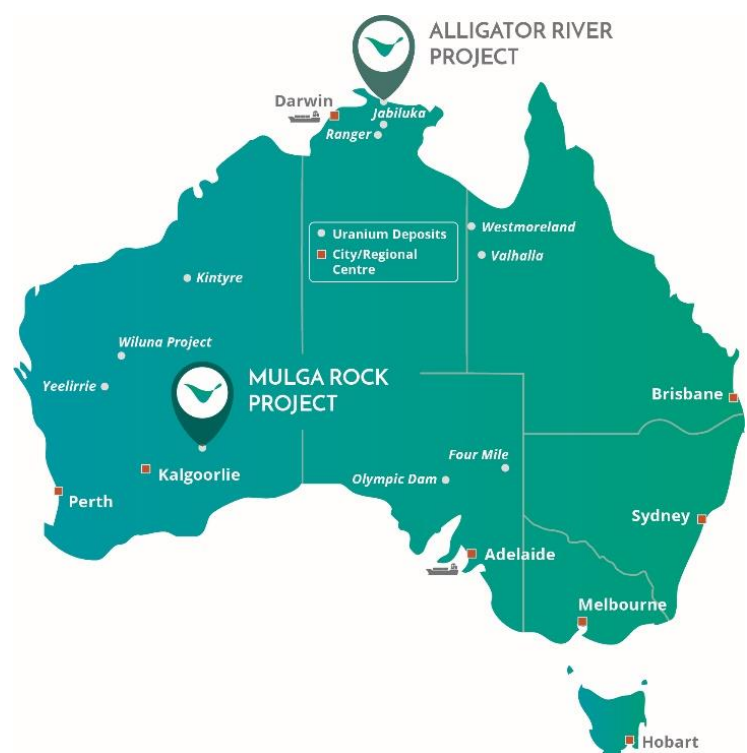 ALLIGATOR RIVER
PROJECT
Darwin
Jabiluka
Ranger
Uranium Deposits
City/Regional
Centre
Westmoreland
Valhalla
Kintyre
Wiluna Project
Yeelirrie
MULGA ROCK
PROJECT
Brisbane
Four Mile
Kalgoorlie
Olympic Dam
Perth
Sydney
Adelaide
Melbourne
Hobart